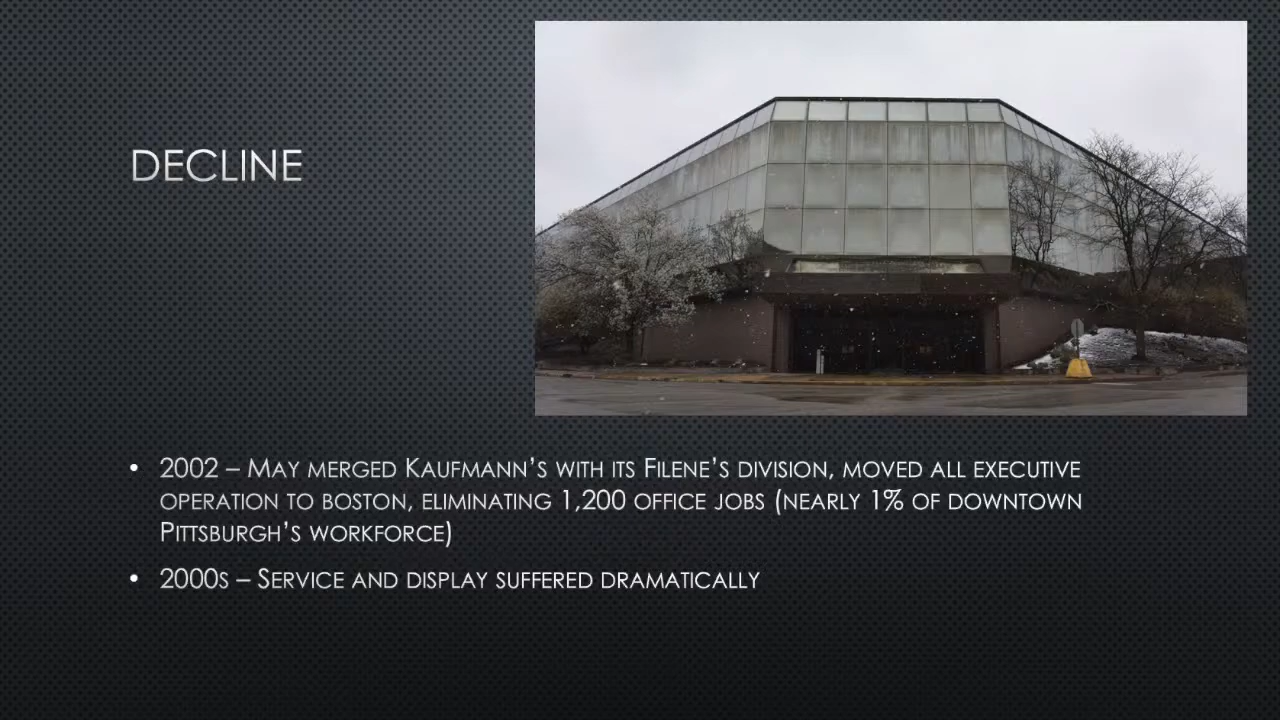 DECLINE
• 2002 – MAY MERGED KAUFMANN'S WITH ITS FILENE'S DIVISION, MOVED ALL EXECUTIVE
OPERATION TO BOSTON, ELIMINATING 1,200 OFFICE JOBS (NEARLY 1% OF DOWNTOWN
PITTSBURGH'S WORKFORCE)
• 2000S – SERVICE AND DISPLAY SUFFERED DRAMATICALLY